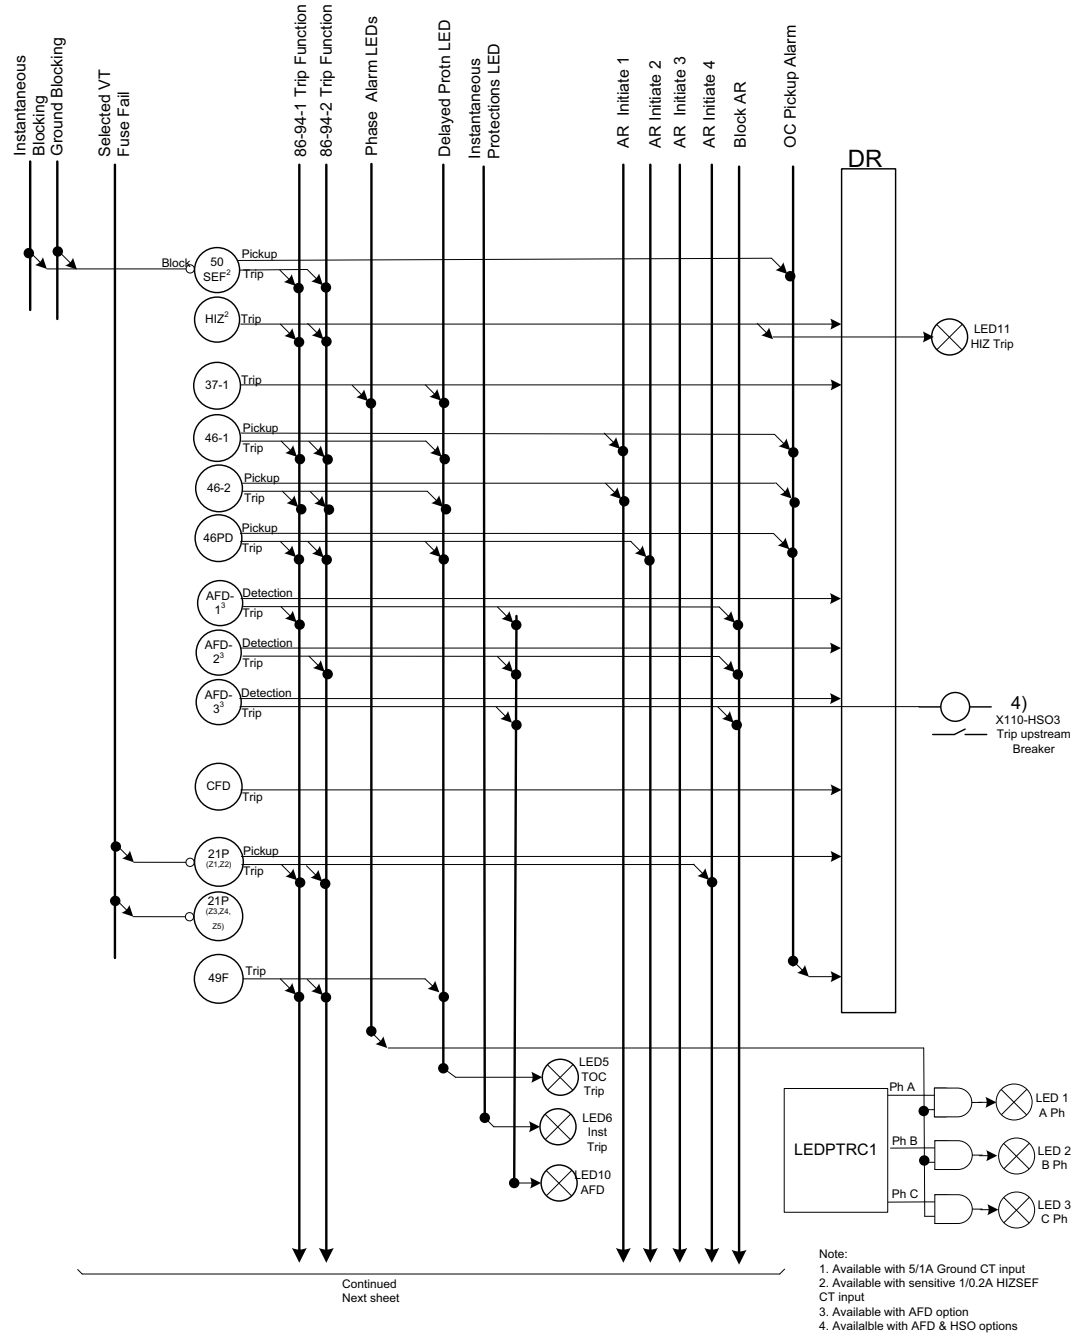 Instantaneous
Blocking
Ground Blocking
Selected VT
Fuse Fail
86-94-1 Trip Function
86-94-2 Trip Function
Phase Alarm LEDs
Delayed Protn LED
Instantaneous
Protections LED
AR Initiate 1
AR Initiate 2
AR Initiate 3
AR Initiate 4
Block AR
OC Pickup Alarm
DR
Block
50
SEF²
Pickup
Trip
HIZ²
Trip
LED11
HIZ Trip
37-1
Trip
46-1
Pickup
Trip
46-2
Pickup
Trip
46PD
Pickup
Trip
AFD-
1³
Detection
Trip
AFD-
2³
Detection
Trip
AFD-
3³
Detection
Trip
4)
X110-HSO3
Trip upstream
Breaker
CFD
Trip
21P
(Z1,Z2)
Pickup
Trip
21P
(Z3,Z4,
Z5)
49F
Trip
LED5
TOC
Trip
LED6
Inst
Trip
LED10
AFD
LEDPTRC1
Ph A
Ph B
Ph C
LED 1
A Ph
LED 2
B Ph
LED 3
C Ph
Continued
Next sheet
Note:
1. Available with 5/1A Ground CT input
2. Available with sensitive 1/0.2A HIZSEF
CT input
3. Available with AFD option
4. Availalble with AFD & HSO options